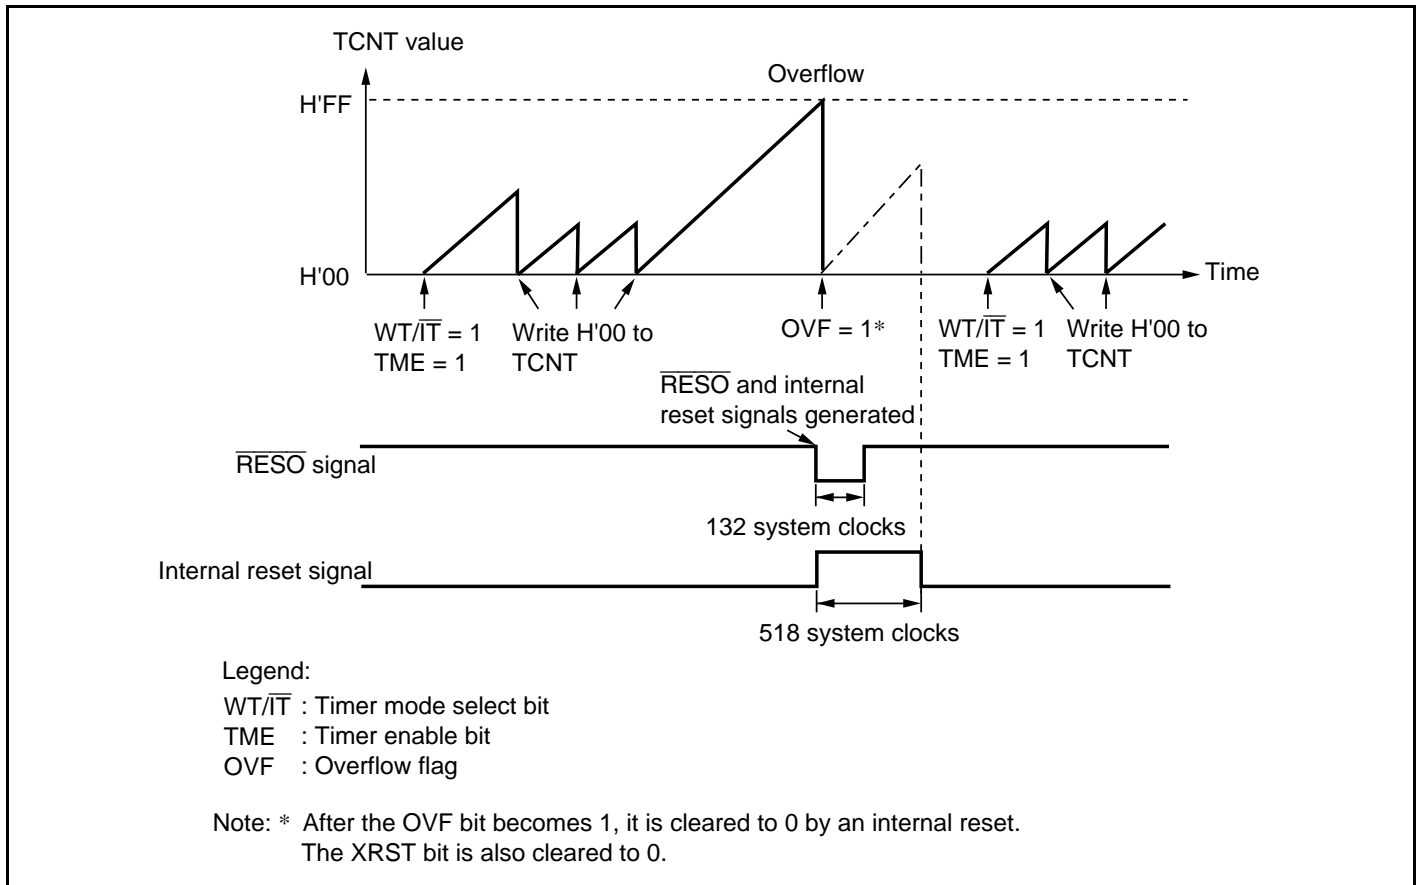 TCNT value
Overflow
H'FF
H'00
Time
WT/IT = 1
TME = 1
Write H'00 to
TCNT
OVF = 1*
WT/IT = 1
TME = 1
Write H'00 to
TCNT
RESO and internal
reset signals generated
RESO signal
132 system clocks
Internal reset signal
518 system clocks
Legend:
WT/IT : Timer mode select bit
TME : Timer enable bit
OVF : Overflow flag
Note: * After the OVF bit becomes 1, it is cleared to 0 by an internal reset.
The XRST bit is also cleared to 0.